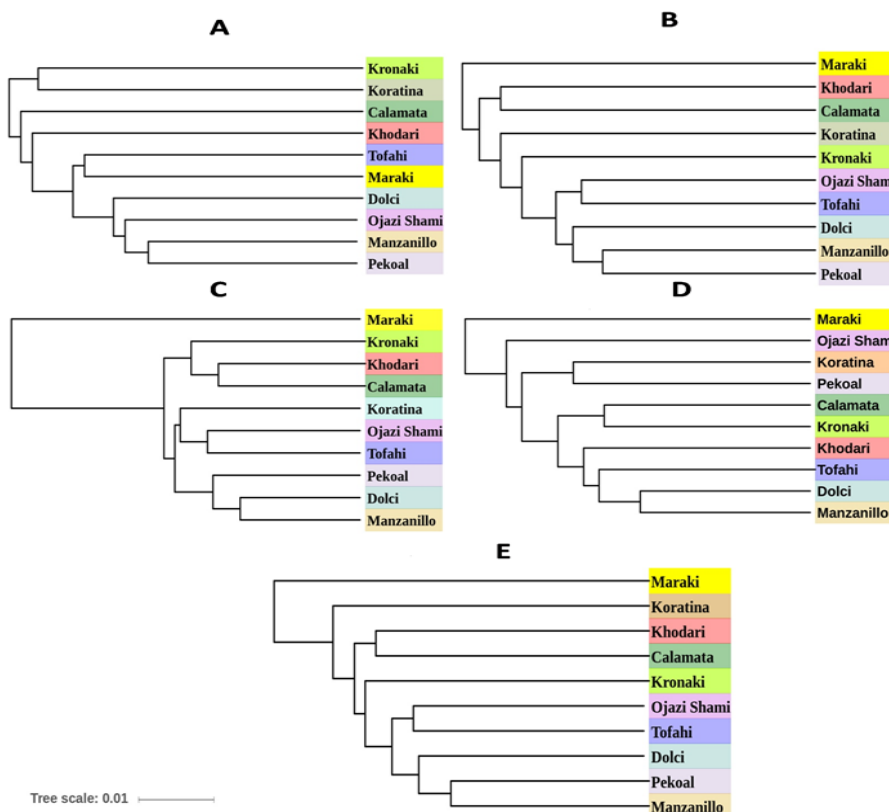 A
Kronaki
Koratina
Calamata
Khodari
Tofahi
Maraki
Dolci
Ojazi Shami
Manzanillo
Pekoal
B
Maraki
Khodari
Calamata
Koratina
Kronaki
Ojazi Sham
Tofahi
Dolci
Manzanillo
Pekoal
C
Maraki
Kronaki
Khodari
Calamata
Koratina
Ojazi Shami
Tofahi
Pekoal
Dolci
Manzanillo
D
Maraki
Ojazi Sham
Koratina
Pekoal
Calamata
Kronaki
Khodari
Tofahi
Dolci
Manzanillo
E
Maraki
Koratina
Khodari
Calamata
Kronaki
Ojazi Shami
Tofahi
Dolci
Pekoal
Manzanillo
Tree scale: 0.01